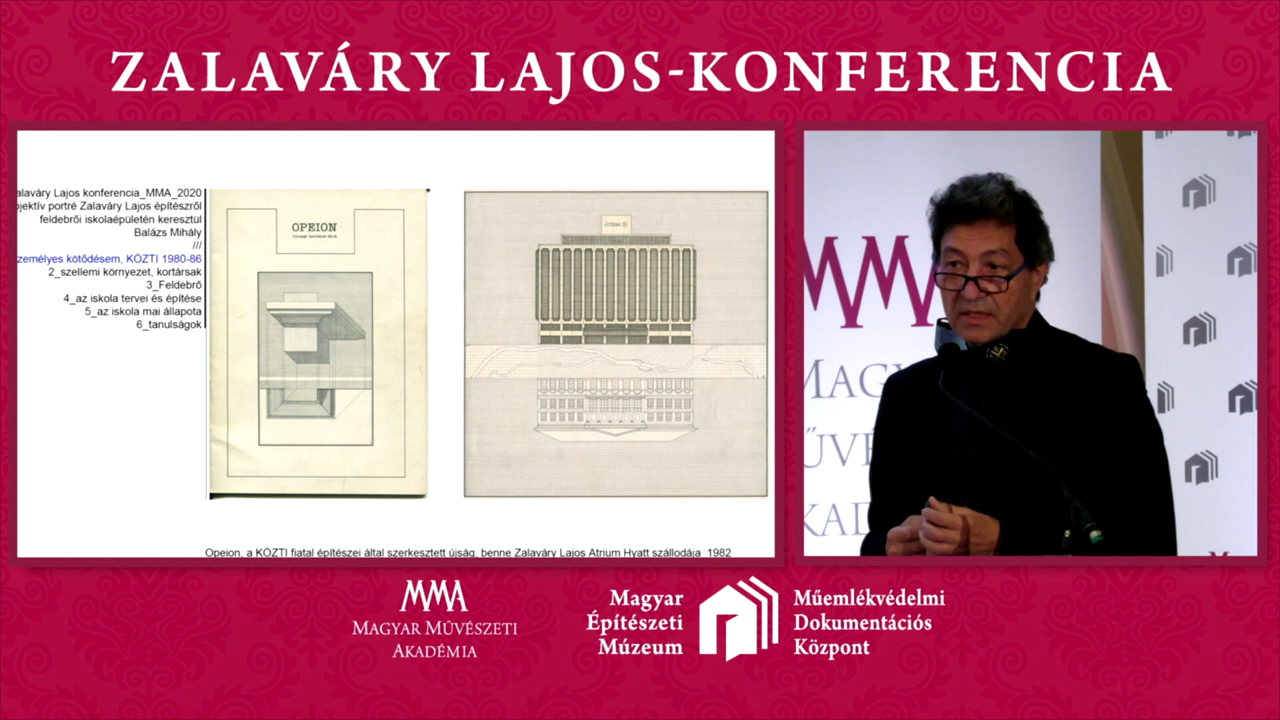 ZALAVÁRY LAJOS-KONFERENCIA
alaváry Lajos konferencia_MMA_2020
jektív portré Zalaváry Lajos építészről
feldebrői iskolaépületén keresztül
Balázs Mihály
///
zemélyes kötődésem, KÖZTI 1980-86
2_szellemi környezet, kortársak
3_Feldebrő
4_az iskola tervei és építése
5_az iskola mai állapota
6_tanulságok
OPEION
Opeion, a KÖZTI fiatal építészei által szerkesztett újság, benne Zalaváry Lajos Atrium Hyatt szállodája 1982
MMA
MAGYAR MŰVÉSZETI
AKADÉMIA
Magyar
Építészeti
Múzeum
Műemlékvédelmi
Dokumentációs
Központ